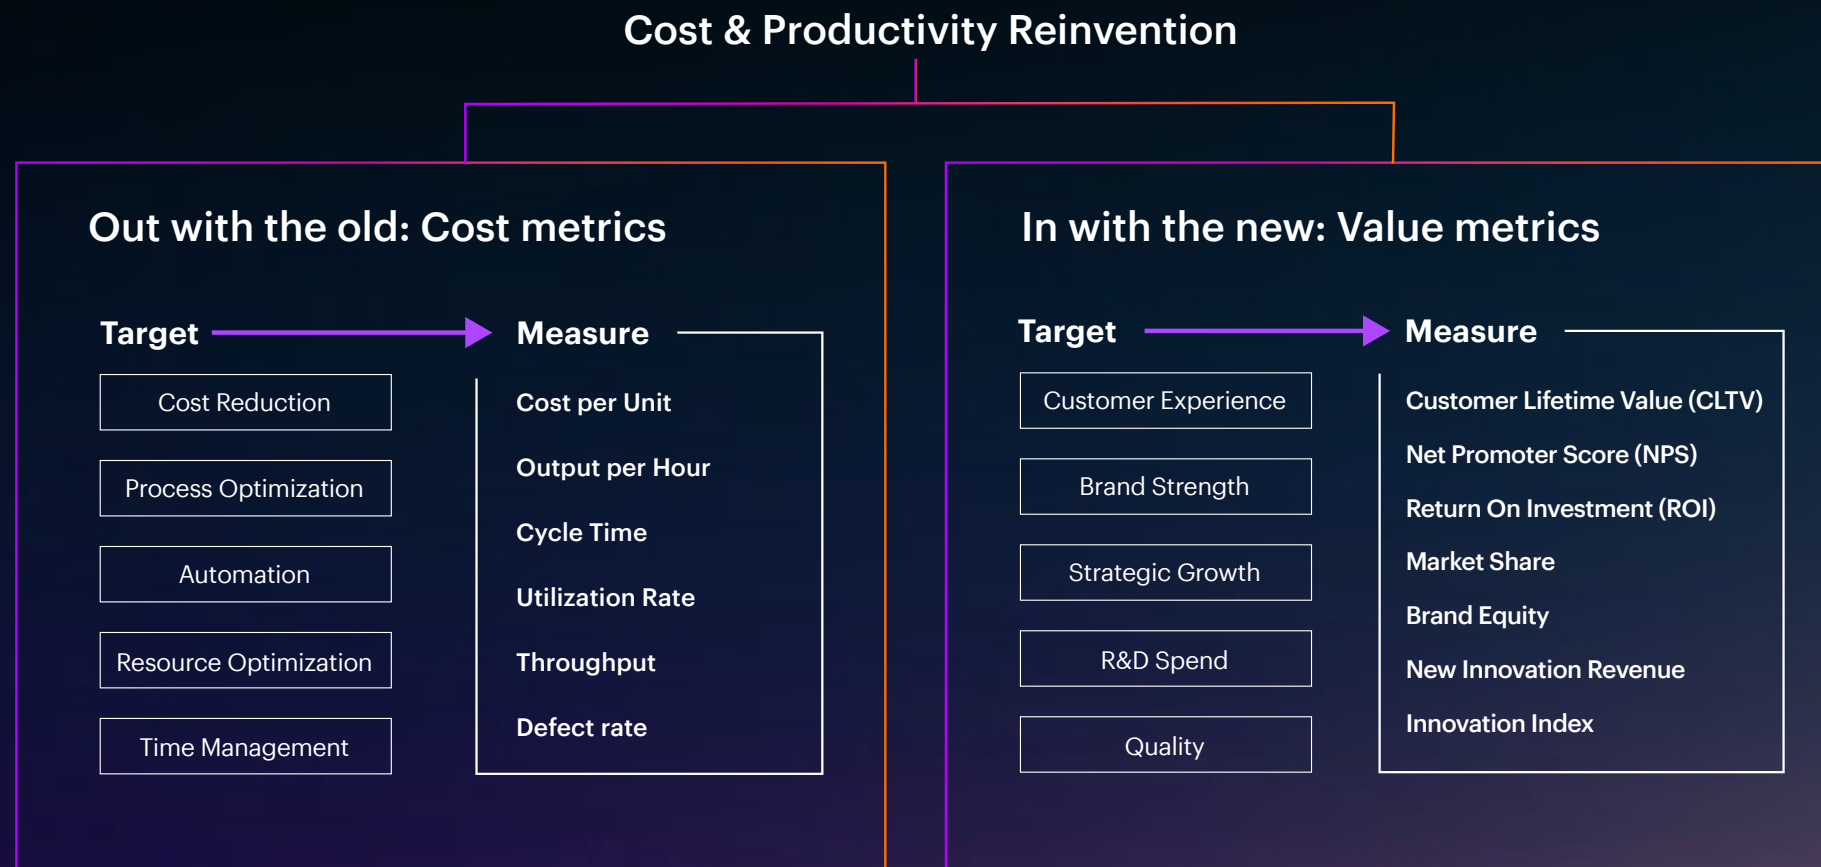 Cost & Productivity Reinvention
Out with the old: Cost metrics
Target
Measure
Cost Reduction
Process Optimization
Automation
Resource Optimization
Time Management
Cost per Unit
Output per Hour
Cycle Time
Utilization Rate
Throughput
Defect rate
In with the new: Value metrics
Target
Measure
Customer Experience
Brand Strength
Strategic Growth
R&D Spend
Quality
Customer Lifetime Value (CLTV)
Net Promoter Score (NPS)
Return On Investment (ROI)
Market Share
Brand Equity
New Innovation Revenue
Innovation Index